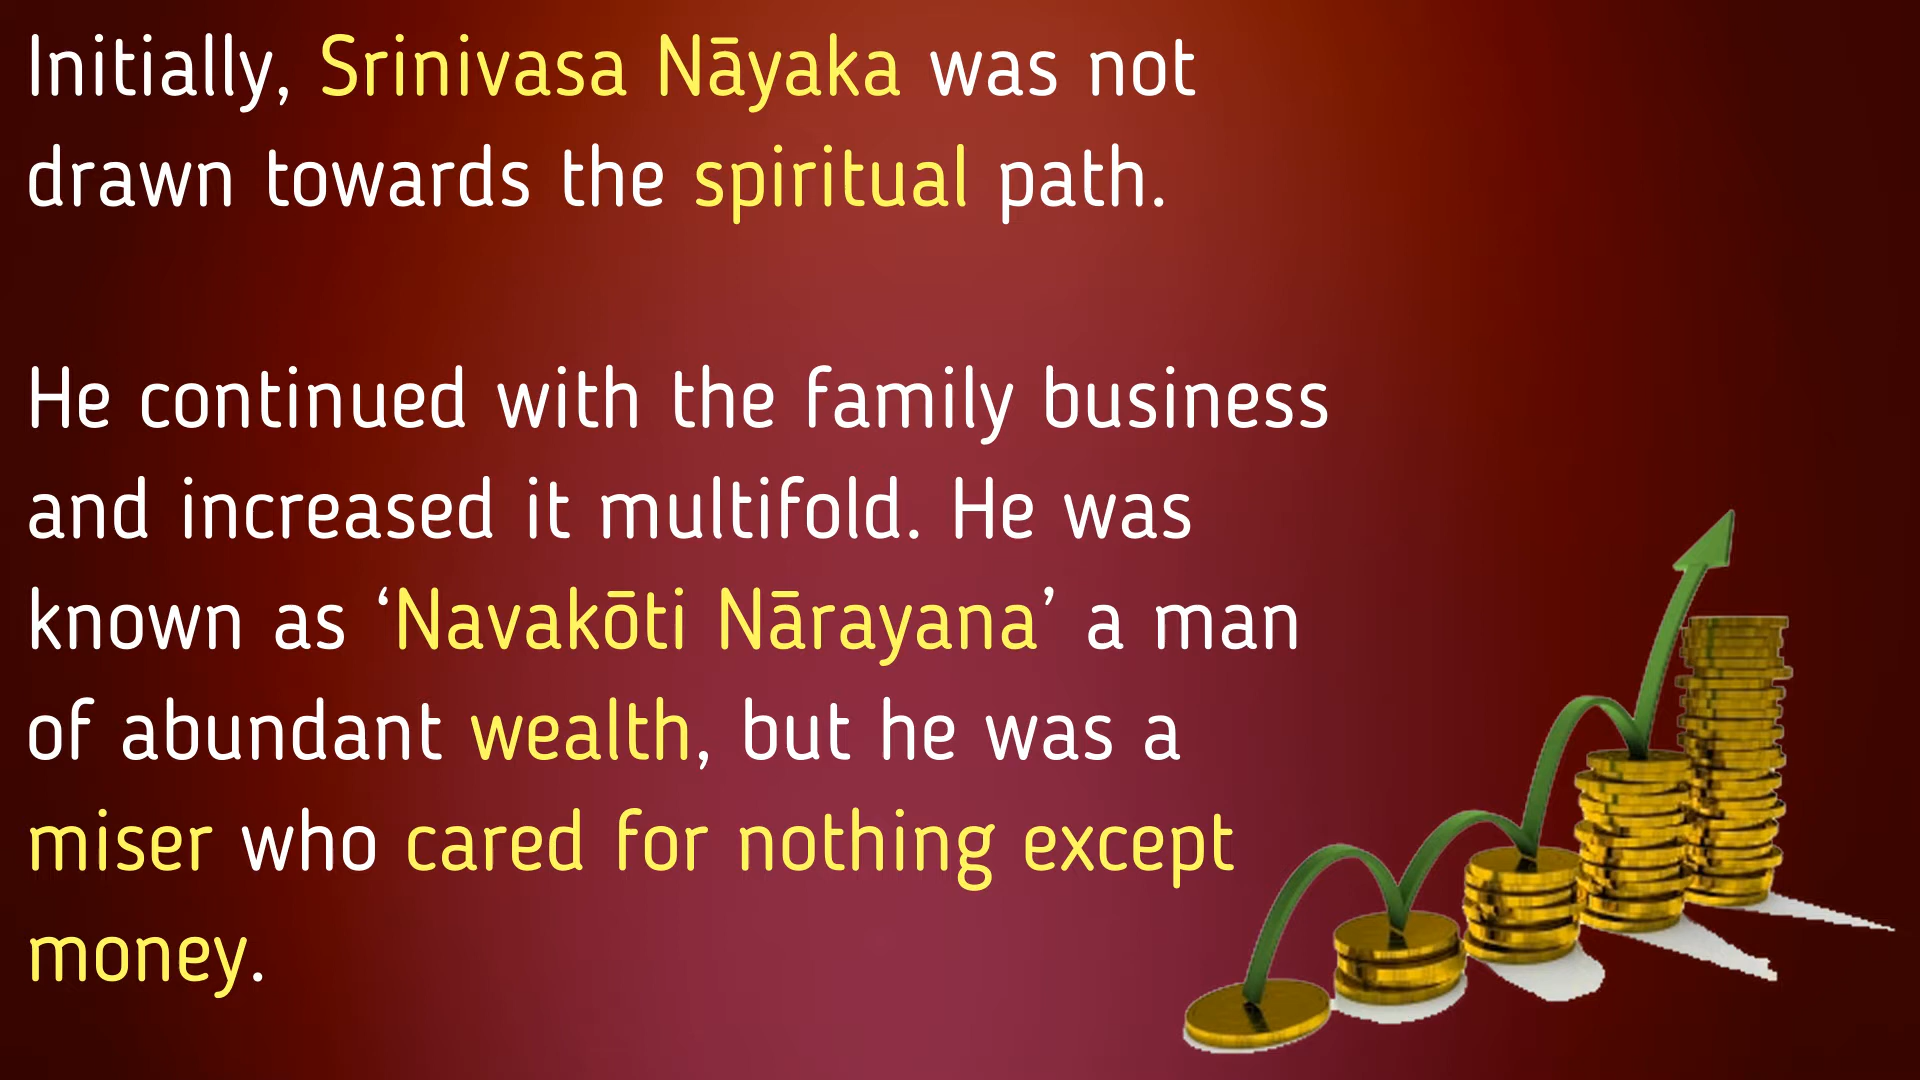 Initially, Srinivasa Nāyaka was not
drawn towards the spiritual path.
He continued with the family business
and increased it multifold. He was
known as ‘Navakōti Nārayana’ a man
of abundant wealth, but he was a
miser who cared for nothing except
money.